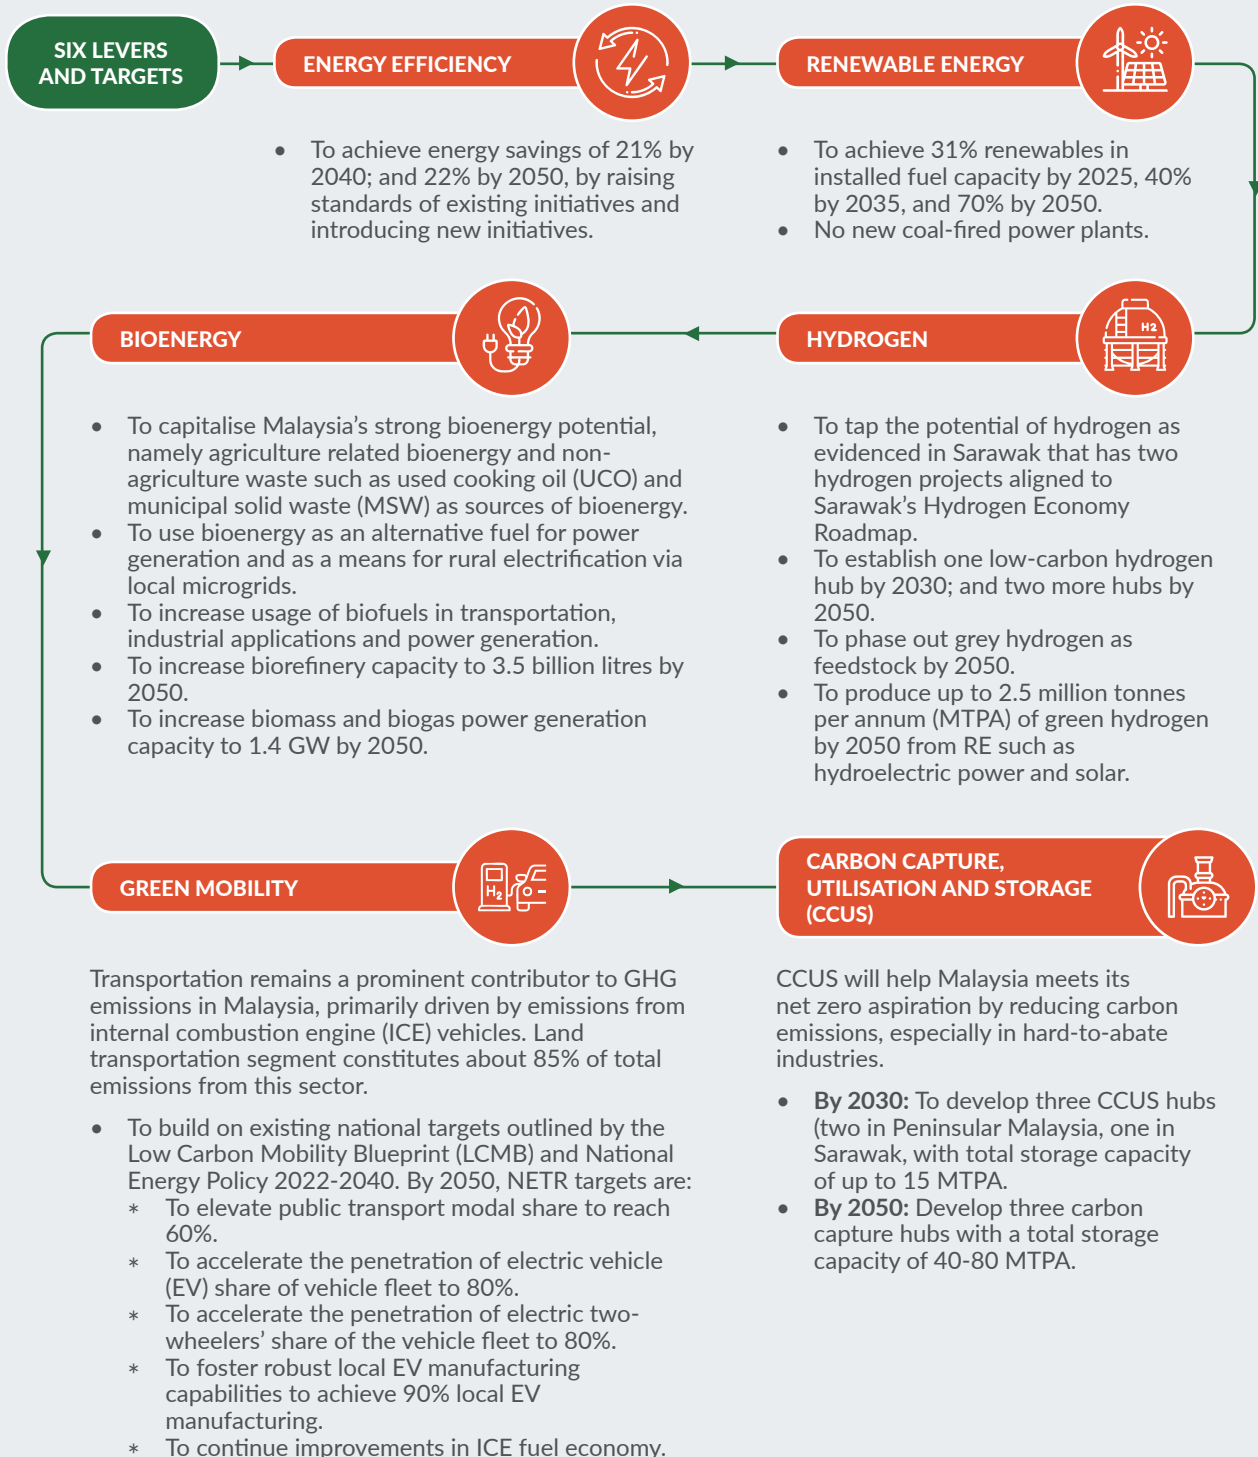 SIX LEVERS
AND TARGETS
ENERGY EFFICIENCY
• To achieve energy savings of 21% by
2040; and 22% by 2050, by raising
standards of existing initiatives and
introducing new initiatives.
RENEWABLE ENERGY
• To achieve 31% renewables in
installed fuel capacity by 2025, 40%
by 2035, and 70% by 2050.
• No new coal-fired power plants.
HYDROGEN
H2
• To tap the potential of hydrogen as
evidenced in Sarawak that has two
hydrogen projects aligned to
Sarawak's Hydrogen Economy
Roadmap.
• To establish one low-carbon hydrogen
hub by 2030; and two more hubs by
2050.
• To phase out grey hydrogen as
feedstock by 2050.
• To produce up to 2.5 million tonnes
per annum (MTPA) of green hydrogen
by 2050 from RE such as
hydroelectric power and solar.
BIOENERGY
• To capitalise Malaysia's strong bioenergy potential,
namely agriculture related bioenergy and non-
agriculture waste such as used cooking oil (UCO) and
municipal solid waste (MSW) as sources of bioenergy.
• To use bioenergy as an alternative fuel for power
generation and as a means for rural electrification via
local microgrids.
• To increase usage of biofuels in transportation,
industrial applications and power generation.
• To increase biorefinery capacity to 3.5 billion litres by
2050.
• To increase biomass and biogas power generation
capacity to 1.4 GW by 2050.
GREEN MOBILITY
H2
Transportation remains a prominent contributor to GHG
emissions in Malaysia, primarily driven by emissions from
internal combustion engine (ICE) vehicles. Land
transportation segment constitutes about 85% of total
emissions from this sector.
• To build on existing national targets outlined by the
Low Carbon Mobility Blueprint (LCMB) and National
Energy Policy 2022-2040. By 2050, NETR targets are:
* To elevate public transport modal share to reach
60%.
* To accelerate the penetration of electric vehicle
(EV) share of vehicle fleet to 80%.
* To accelerate the penetration of electric two-
wheelers' share of the vehicle fleet to 80%.
* To foster robust local EV manufacturing
capabilities to achieve 90% local EV
manufacturing.
* To continue improvements in ICE fuel economy.
CARBON CAPTURE,
UTILISATION AND STORAGE
(CCUS)
CCUS will help Malaysia meets its
net zero aspiration by reducing carbon
emissions, especially in hard-to-abate
industries.
• By 2030: To develop three CCUS hubs
(two in Peninsular Malaysia, one in
Sarawak, with total storage capacity
of up to 15 MTPA.
• By 2050: Develop three carbon
capture hubs with a total storage
capacity of 40-80 MTPA.